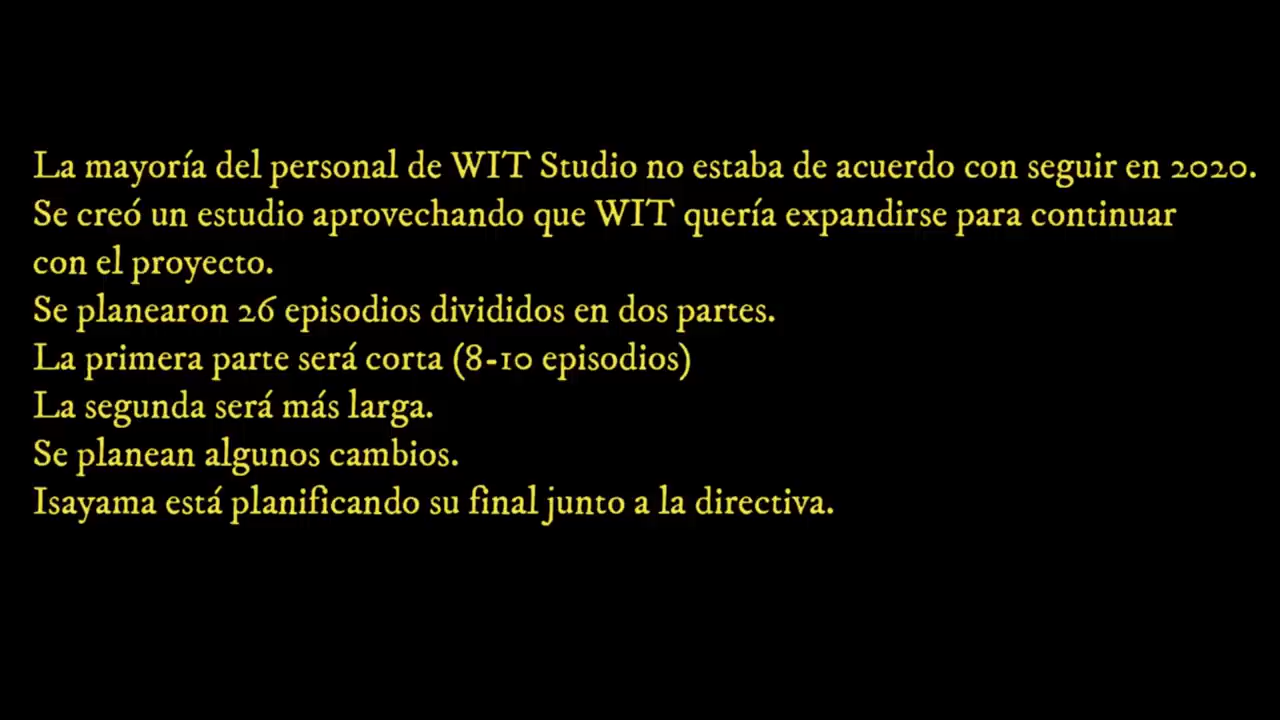 La mayoría del personal de WIT Studio no estaba de acuerdo con seguir en 2020.
Se creó un estudio aprovechando que WIT quería expandirse para continuar
con el proyecto.
Se planearon 26 episodios divididos en dos partes.
La primera parte será corta (8-10 episodios)
La segunda será más larga.
Se planean algunos cambios.
Isayama está planificando su final junto a la directiva.